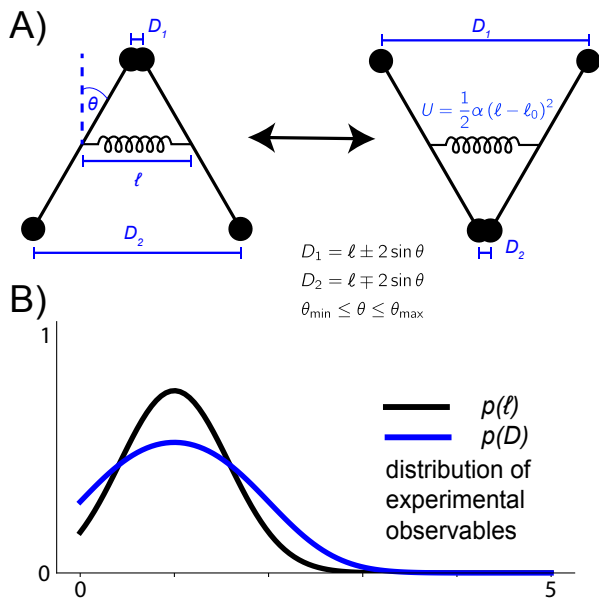 A)
D₁
θ
ℓ
D₂
D₁
U = 1/2 α (ℓ − ℓ₀)²
D₂
D₁ = ℓ ± 2 sin θ
D₂ = ℓ ∓ 2 sin θ
θmin ≤ θ ≤ θmax
B)
1
0
0
5
p(ℓ)
p(D)
distribution of
experimental
observables